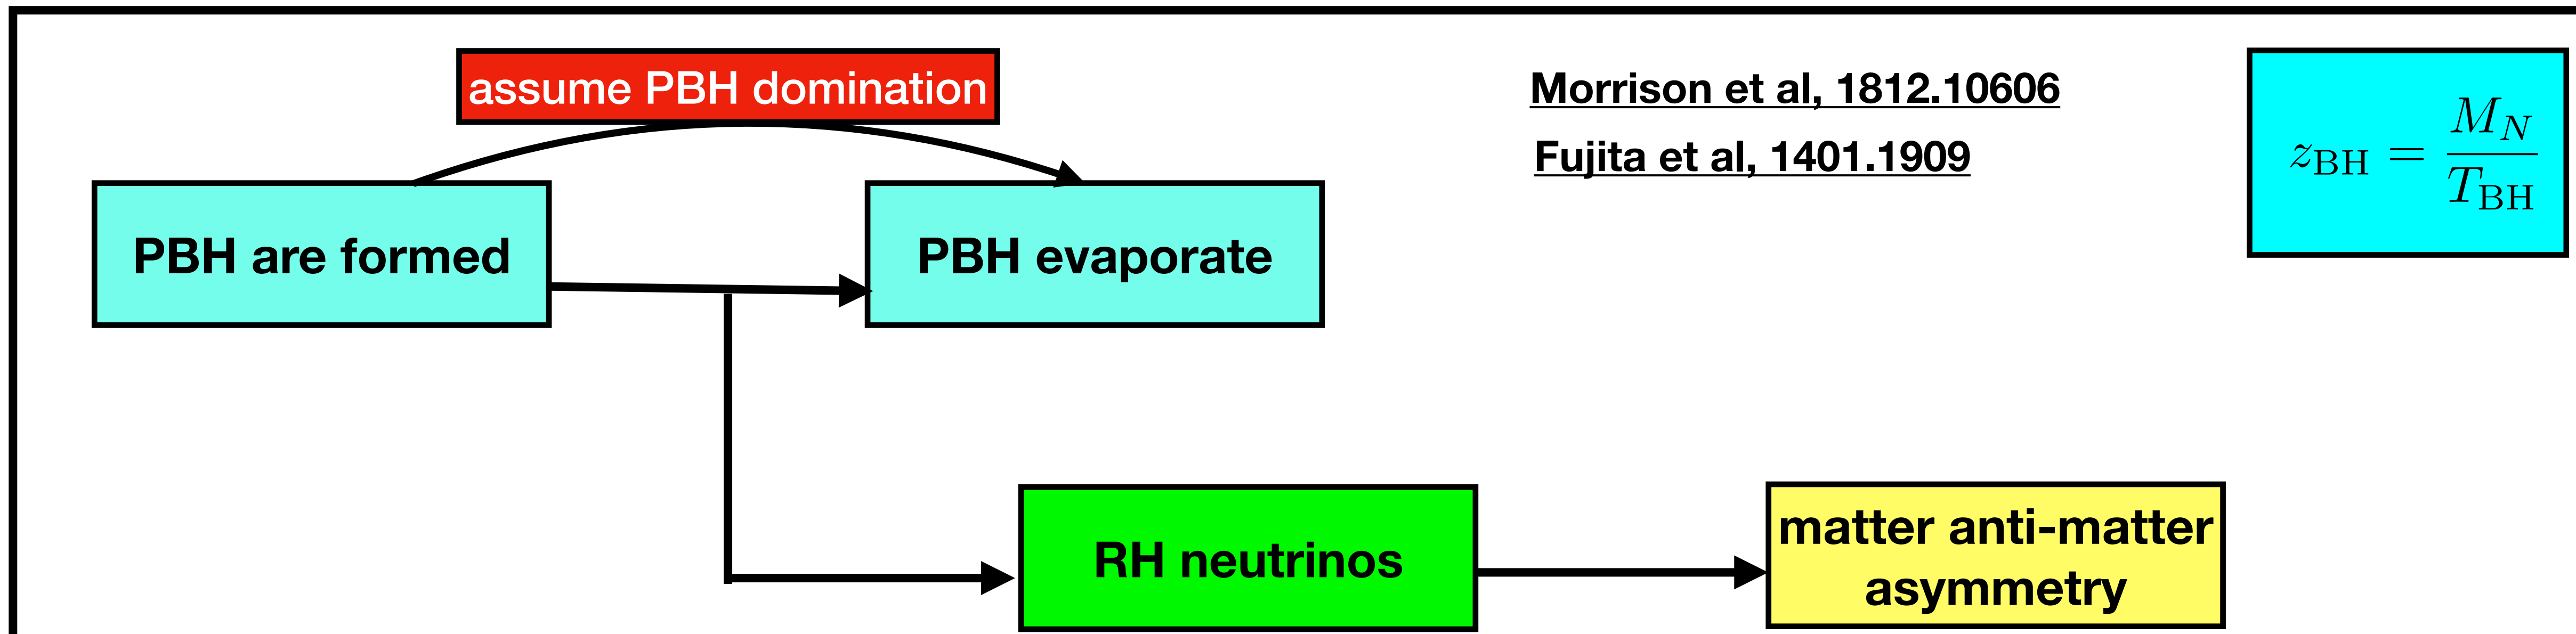 assume PBH domination
Morrison et al, 1812.10606
Fujita et al, 1401.1909
z_BH = M_N / T_BH
PBH are formed
PBH evaporate
RH neutrinos
matter anti-matter
asymmetry